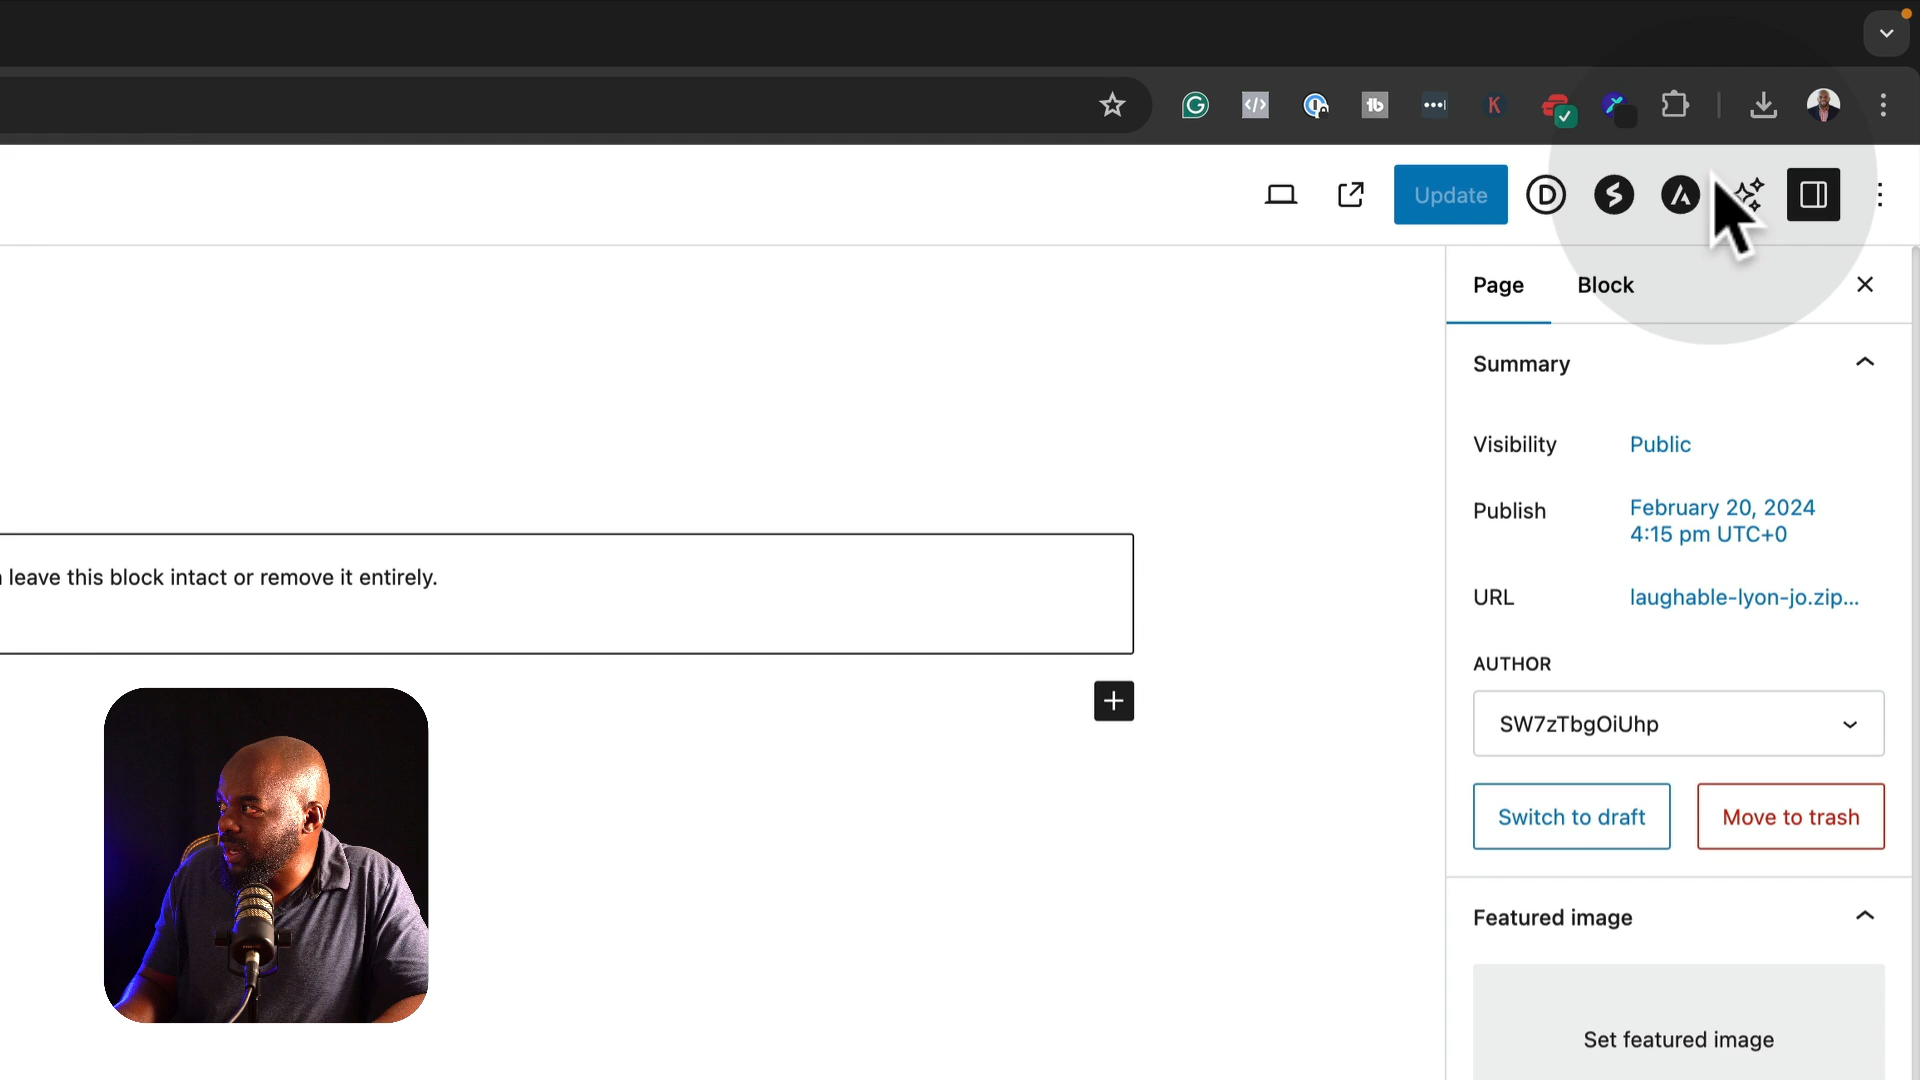 Update
Page Block
Summary
Visibility Public
Publish February 20, 2024
4:15 pm UTC+0
URL laughable-lyon-jo.zip...
leave this block intact or remove it entirely.
AUTHOR
SW7zTbgOiUhp
Switch to draft Move to trash
Featured image
Set featured image